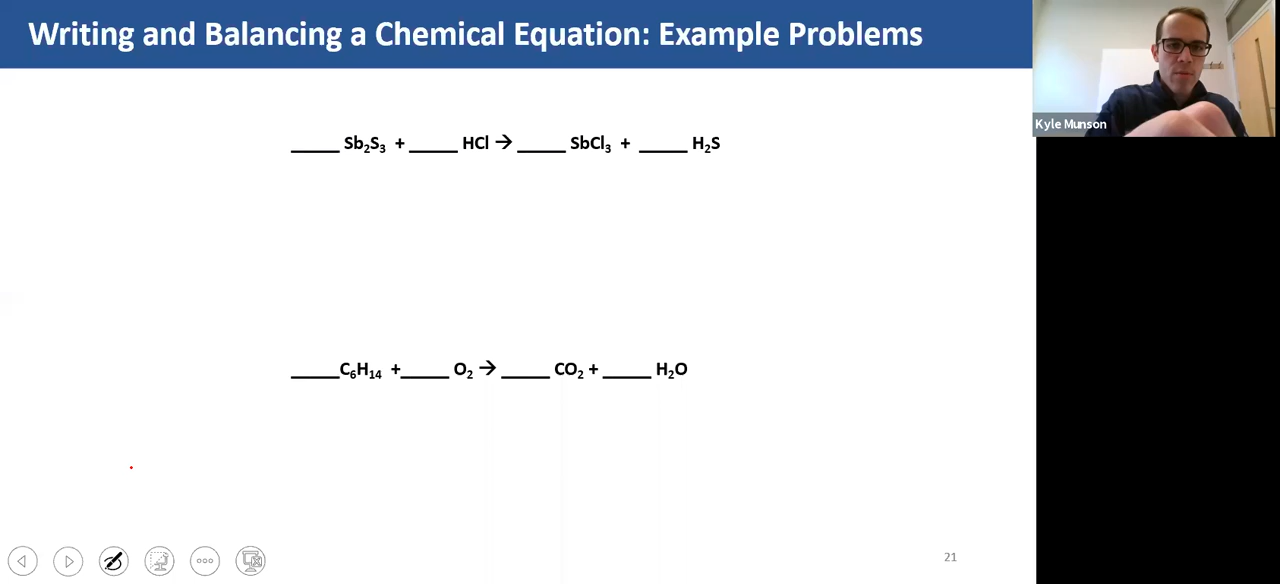 Writing and Balancing a Chemical Equation: Example Problems
Kyle Munson
_____ Sb₂S₃ + _____ HCl → _____ SbCl₃ + _____ H₂S
_____C₆H₁₄ +_____ O₂ → _____ CO₂ + _____ H₂O
21